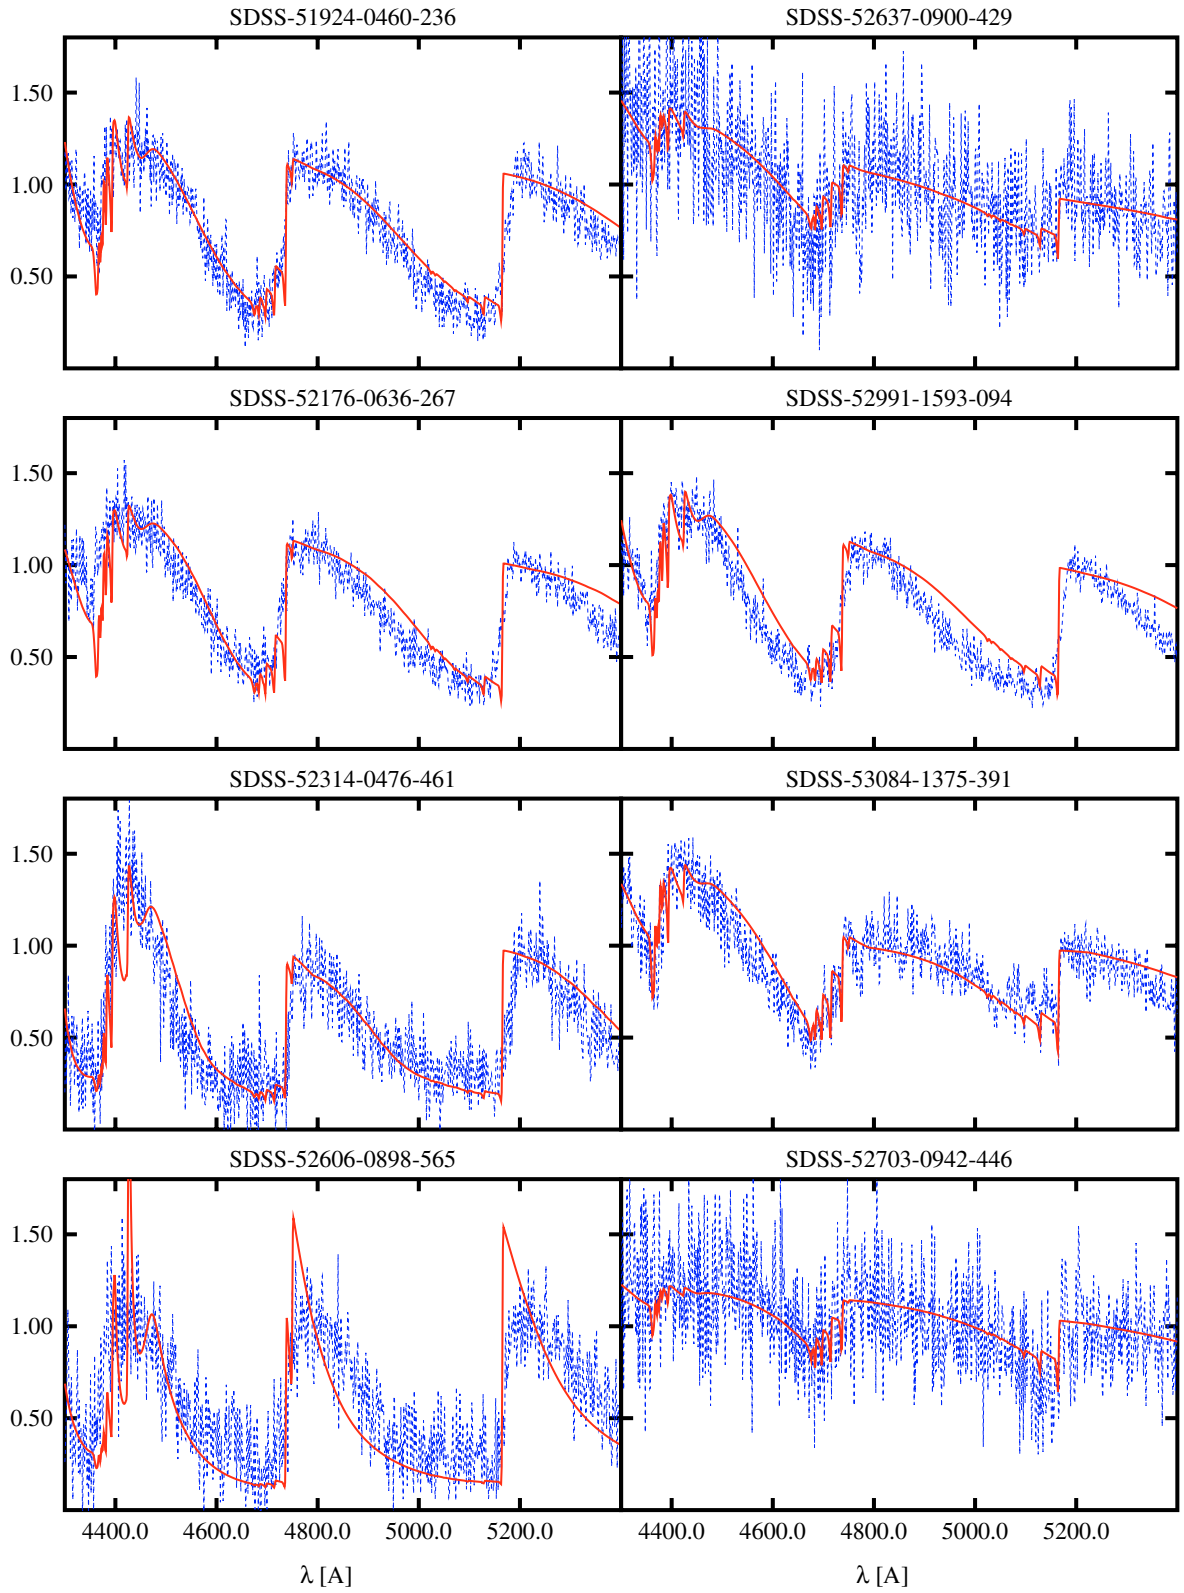 SDSS-51924-0460-236
SDSS-52637-0900-429
1.50
1.00
0.50
SDSS-52176-0636-267
SDSS-52991-1593-094
1.50
1.00
0.50
SDSS-52314-0476-461
SDSS-53084-1375-391
1.50
1.00
0.50
SDSS-52606-0898-565
SDSS-52703-0942-446
1.50
1.00
0.50
4400.0 4600.0 4800.0 5000.0 5200.0
4400.0 4600.0 4800.0 5000.0 5200.0
λ [A]
λ [A]